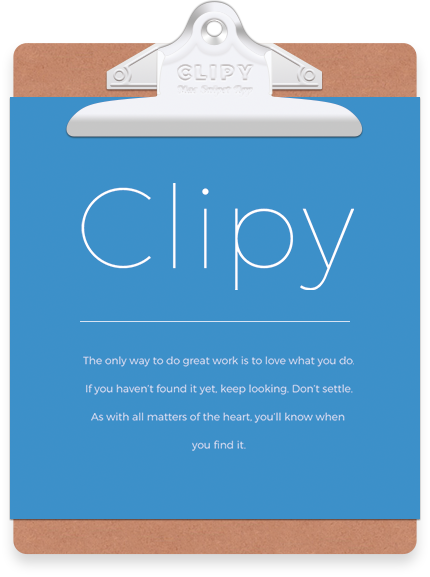 CLIPY
Clipy
The only way to do great work is to love what you do.
If you haven't found it yet, keep looking. Don't settle.
As with all matters of the heart, you'll know when
you find it.